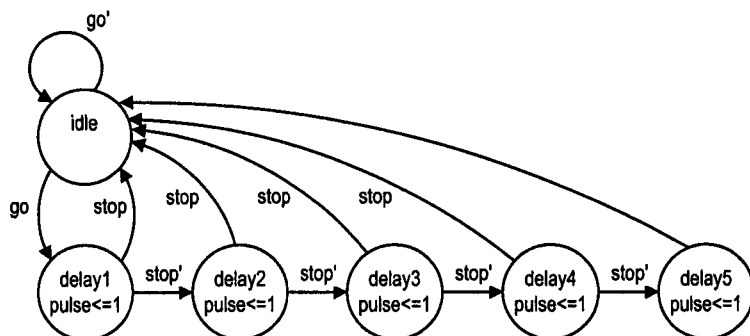 go'
idle
go
stop
stop
stop
stop
delay1
pulse<=1
stop'
delay2
pulse<=1
stop'
delay3
pulse<=1
stop'
delay4
pulse<=1
stop'
delay5
pulse<=1